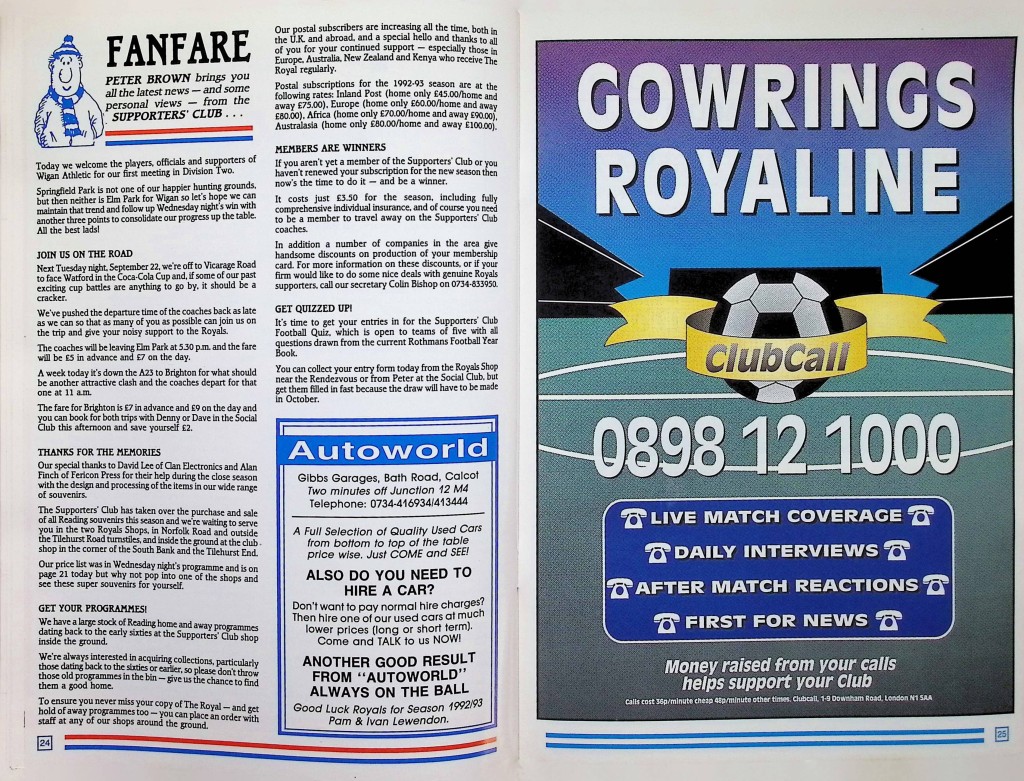 FANFARE
PETER BROWN brings you
all the latest news — and some
personal views — from the
SUPPORTERS' CLUB . . .
Today we welcome the players, officials and supporters of
Wigan Athletic for our first meeting in Division Two.
Springfield Park is not one of our happier hunting grounds,
but then neither is Elm Park for Wigan so let's hope we can
maintain that trend and follow up Wednesday night's win with
another three points to consolidate our progress up the table.
All the best lads!
JOIN US ON THE ROAD
Next Tuesday night, September 22, we're off to Vicarage Road
to face Watford in the Coca-Cola Cup and, if some of our past
exciting cup battles are anything to go by, it should be a
cracker.
We've pushed the departure time of the coaches back as late
as we can so that as many of you as possible can join us on
the trip and give your noisy support to the Royals.
The coaches will be leaving Elm Park at 5.30 p.m. and the fare
will be £5 in advance and £7 on the day.
A week today it's down the A23 to Brighton for what should
be another attractive clash and the coaches depart for that
one at 11 a.m.
The fare for Brighton is £7 in advance and £9 on the day and
you can book for both trips with Denny or Dave in the Social
Club this afternoon and save yourself £2.
THANKS FOR THE MEMORIES
Our special thanks to David Lee of Clan Electronics and Alan
Finch of Fericon Press for their help during the close season
with the design and processing of the items in our wide range
of souvenirs.
The Supporters' Club has taken over the purchase and sale
of all Reading souvenirs this season and we're waiting to serve
you in the two Royals Shops, in Norfolk Road and outside
the Tilehurst Road turnstiles, and inside the ground at the club
shop in the corner of the South Bank and the Tilehurst End.
Our price list was in Wednesday night's programme and is on
page 21 today but why not pop into one of the shops and
see these super souvenirs for yourself.
GET YOUR PROGRAMMES!
We have a large stock of Reading home and away programmes
dating back to the early sixties at the Supporters' Club shop
inside the ground.
We're always interested in acquiring collections, particularly
those dating back to the sixties or earlier, so please don't throw
those old programmes in the bin — give us the chance to find
them a good home.
To ensure you never miss your copy of The Royal — and get
hold of away programmes too — you can place an order with
staff at any of our shops around the ground.
24
Our postal subscribers are increasing all the time, both in
the U.K. and abroad, and a special hello and thanks to all
of you for your continued support — especially those in
Europe, Australia, New Zealand and Kenya who receive The
Royal regularly.
Postal subscriptions for the 1992-93 season are at the
following rates: Inland Post (home only £45.00/home and
away £75.00), Europe (home only £60.00/home and away
£80.00), Africa (home only £70.00/home and away £90.00),
Australasia (home only £80.00/home and away £100.00).
MEMBERS ARE WINNERS
If you aren't yet a member of the Supporters' Club or you
haven't renewed your subscription for the new season then
now's the time to do it — and be a winner.
It costs just £3.50 for the season, including fully
comprehensive individual insurance, and of course you need
to be a member to travel away on the Supporters' Club
coaches.
In addition a number of companies in the area give
handsome discounts on production of your membership
card. For more information on these discounts, or if your
firm would like to do some nice deals with genuine Royals
supporters, call our secretary Colin Bishop on 0734-833950.
GET QUIZZED UP!
It's time to get your entries in for the Supporters' Club
Football Quiz, which is open to teams of five with all
questions drawn from the current Rothmans Football Year
Book.
You can collect your entry form today from the Royals Shop
near the Rendezvous or from Peter at the Social Club, but
get them filled in fast because the draw will have to be made
in October.
Autoworld
Gibbs Garages, Bath Road, Calcot
Two minutes off Junction 12 M4
Telephone: 0734-416934/413444
A Full Selection of Quality Used Cars
from bottom to top of the table
price wise. Just COME and SEE!
ALSO DO YOU NEED TO
HIRE A CAR?
Don't want to pay normal hire charges?
Then hire one of our used cars at much
lower prices (long or short term).
Come and TALK to us NOW!
ANOTHER GOOD RESULT
FROM "AUTOWORLD"
ALWAYS ON THE BALL
Good Luck Royals for Season 1992/93
Pam & Ivan Lewendon.
GOWRINGS
ROYALINE
ClubCall
0898 12 1000
LIVE MATCH COVERAGE
DAILY INTERVIEWS
AFTER MATCH REACTIONS
FIRST FOR NEWS
Money raised from your calls
helps support your Club
Calls cost 36p/minute cheap 48p/minute other times. Clubcall, 1-9 Downham Road, London N1 5AA
25